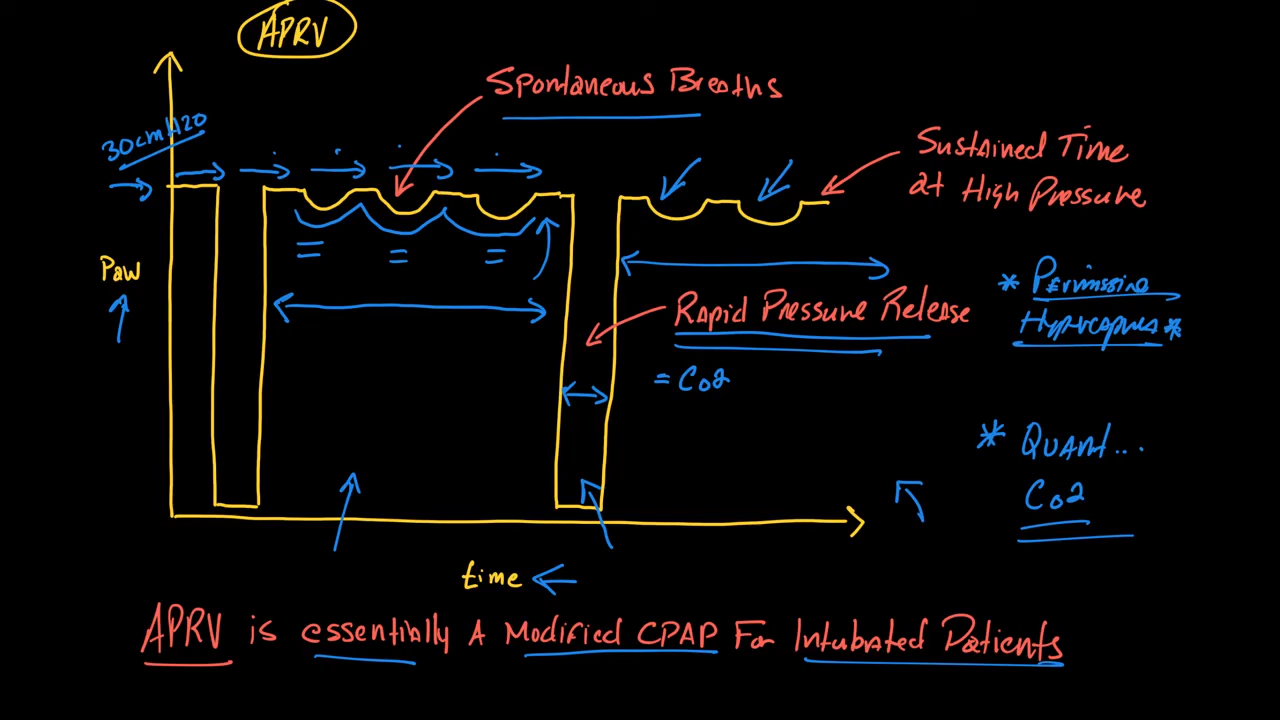 APRV
Spontaneous Breaths
30cmH2O
Sustained Time
at High Pressure
Paw
* Permissive
Hypercapnea *
Rapid Pressure Release
= Co2
* Quant...
Co2
time
APRV is essentially A Modified CPAP For Intubated Patients